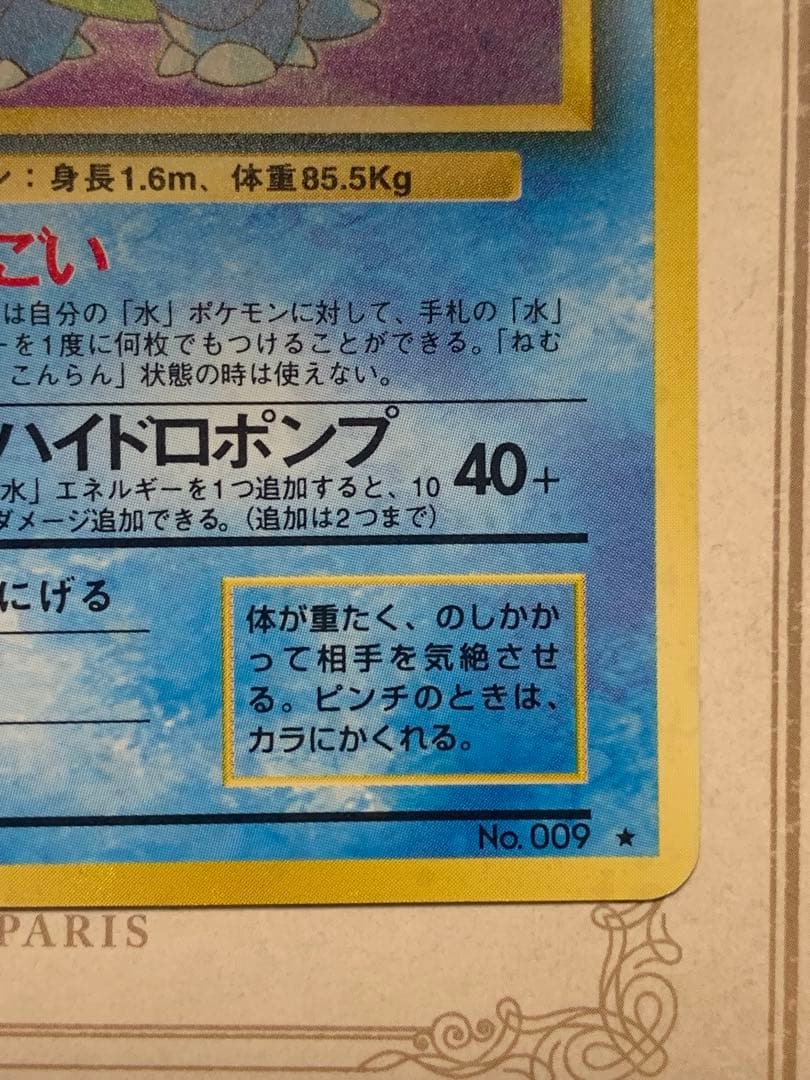 ン：身長1.6m、体重85.5Kg
ごい
は自分の「水」ポケモンに対して、手札の「水」
ーを1度に何枚でもつけることができる。「ねむ
こんらん」状態の時は使えない。
ハイドロポンプ 40+
水」エネルギーを1つ追加すると、10
ダメージ追加できる。（追加は2つまで）
にげる
体が重たく、のしかか
って相手を気絶させ
る。ピンチのときは、
カラにかくれる。
No. 009 ★
PARIS